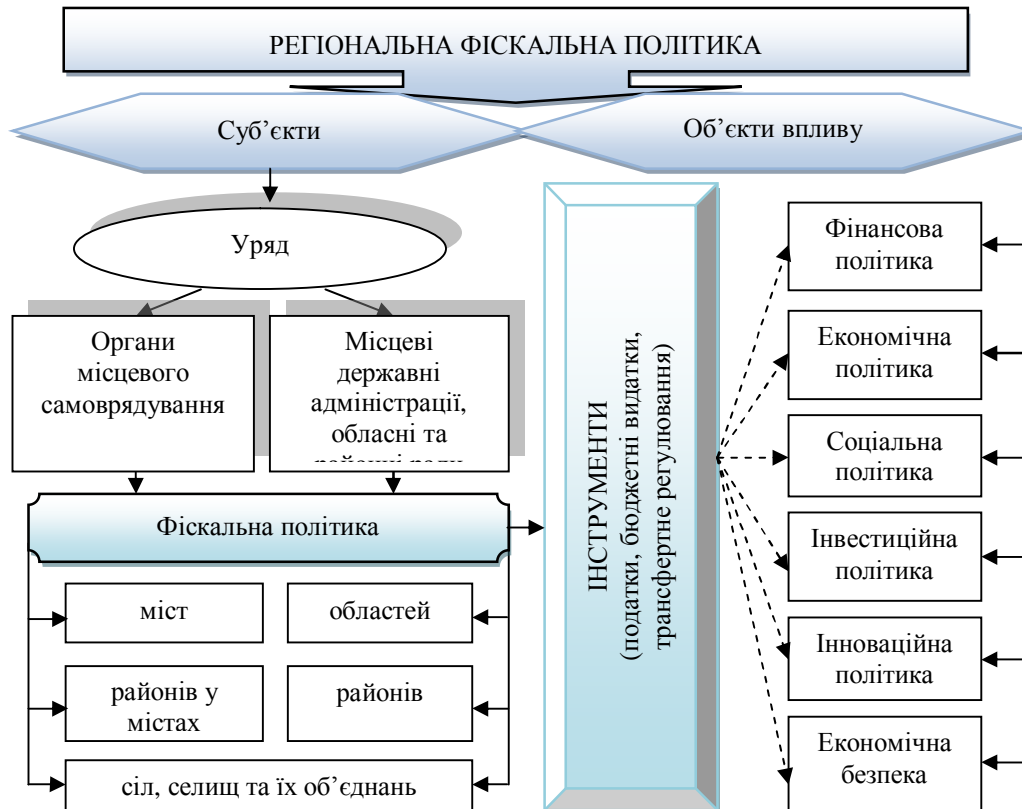 РЕГІОНАЛЬНА ФІСКАЛЬНА ПОЛІТИКА
Суб’єкти
Об’єкти впливу
Уряд
Органи
місцевого
самоврядування
Місцеві
державні
адміністрації,
обласні та
районні ради
Фіскальна політика
міст
областей
районів у
містах
районів
сіл, селищ та їх об’єднань
ІНСТРУМЕНТИ
(податки, бюджетні видатки,
трансфертне регулювання)
Фінансова
політика
Економічна
політика
Соціальна
політика
Інвестиційна
політика
Інноваційна
політика
Економічна
безпека